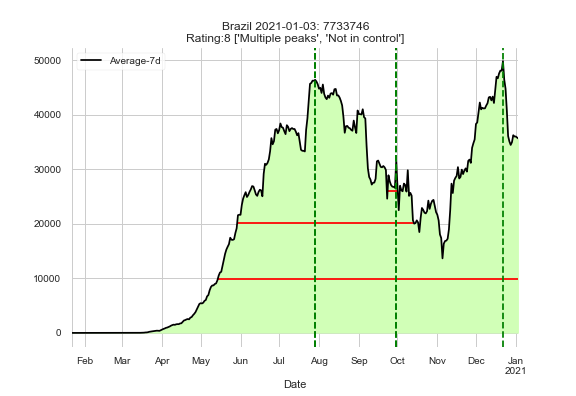 Brazil 2021-01-03: 7733746
Rating:8 ['Multiple peaks', 'Not in control']
Average-7d
50000
40000
30000
20000
10000
0
Feb Mar Apr May Jun Jul Aug Sep Oct Nov Dec Jan
2021
Date